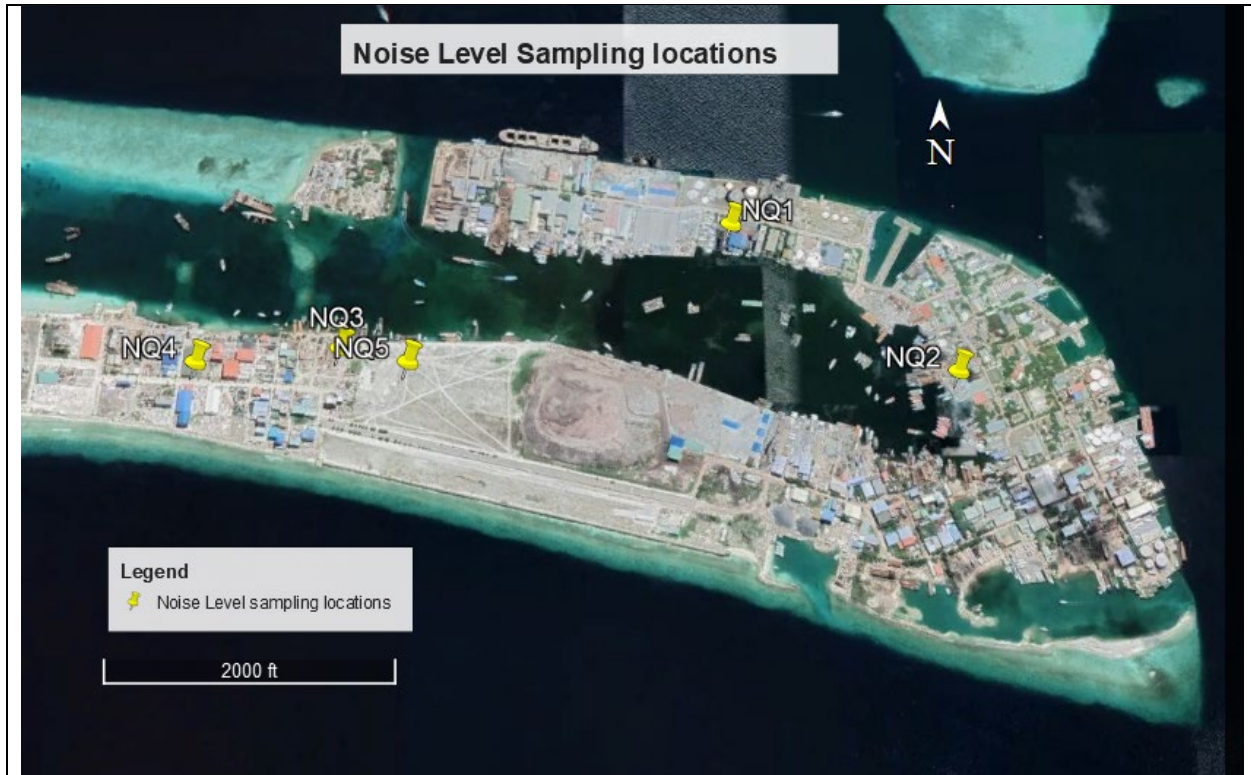 Noise Level Sampling locations
N
NQ1
NQ3
NQ4
NQ5
NQ2
Legend
Noise Level sampling locations
2000 ft